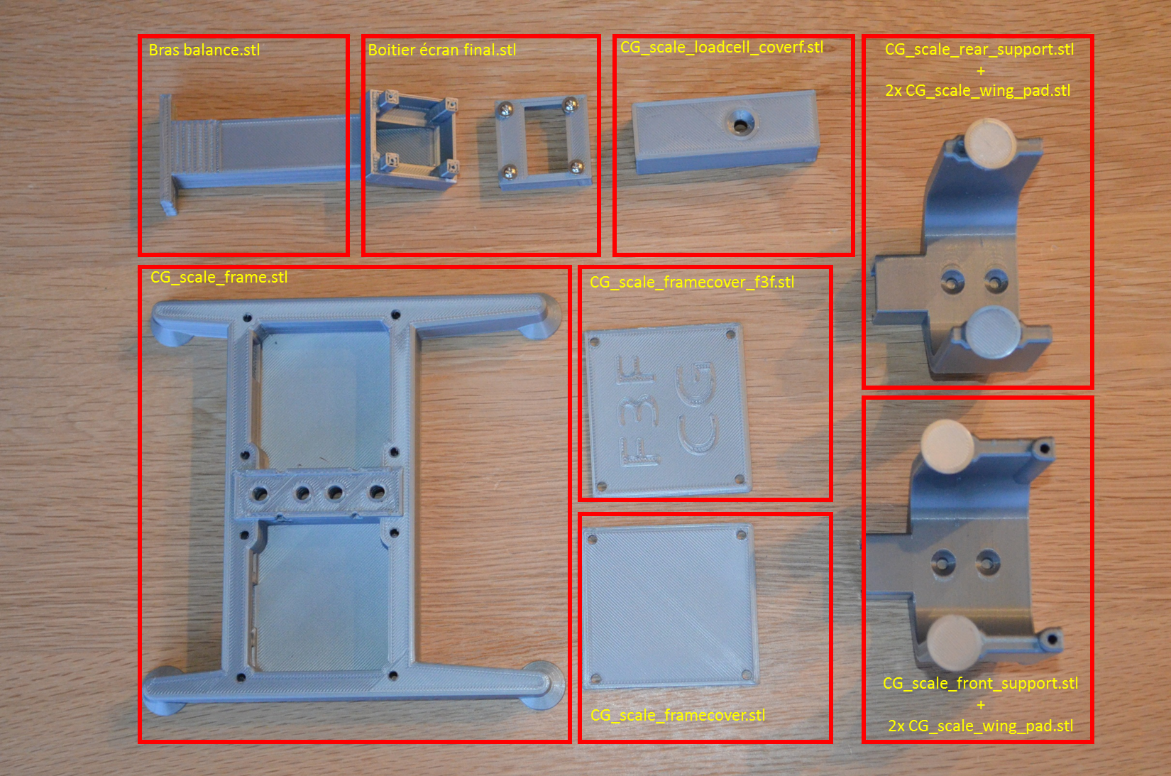 Bras balance.stl
Boîtier écran final.stl
CG_scale_loadcell_coverf.stl
CG_scale_rear_support.stl
+
2x CG_scale_wing_pad.stl
CG_scale_frame.stl
CG_scale_framecover_f3f.stl
F3F
CG
CG_scale_framecover.stl
CG_scale_front_support.stl
+
2x CG_scale_wing_pad.stl